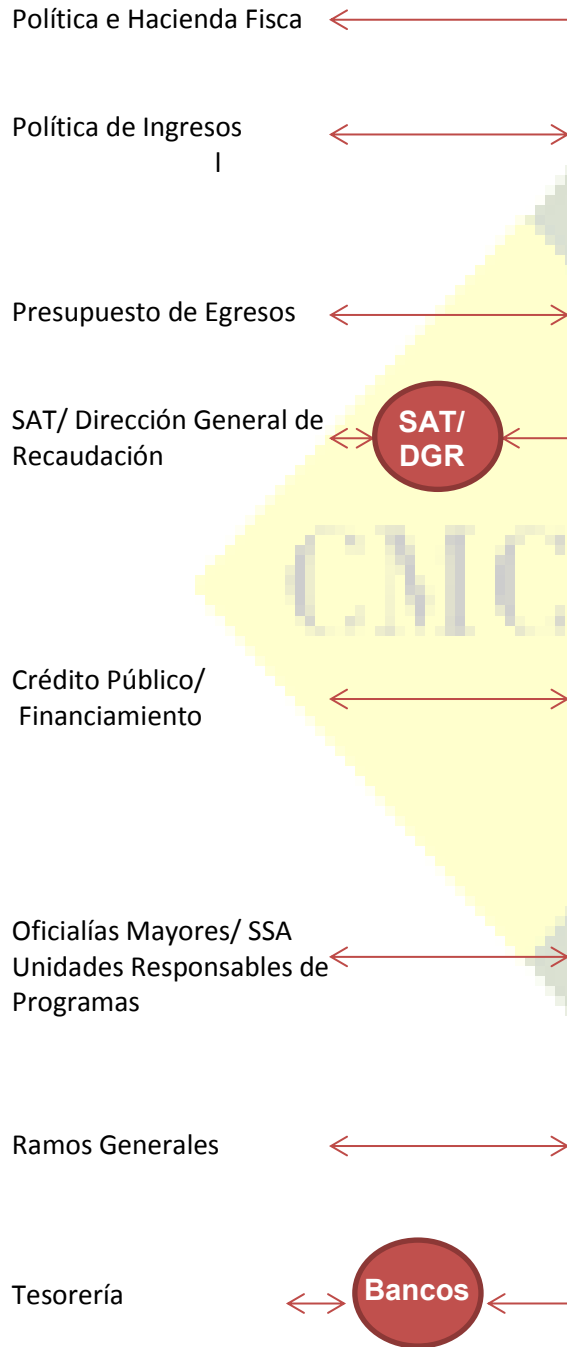 Política e Hacienda Fisca
Política de Ingresos
l
Presupuesto de Egresos
SAT/ Dirección General de
Recaudación
SAT/
DGR
CMC
Crédito Público/
Financiamiento
Oficialías Mayores/ SSA
Unidades Responsables de
Programas
Ramos Generales
Tesorería
Bancos